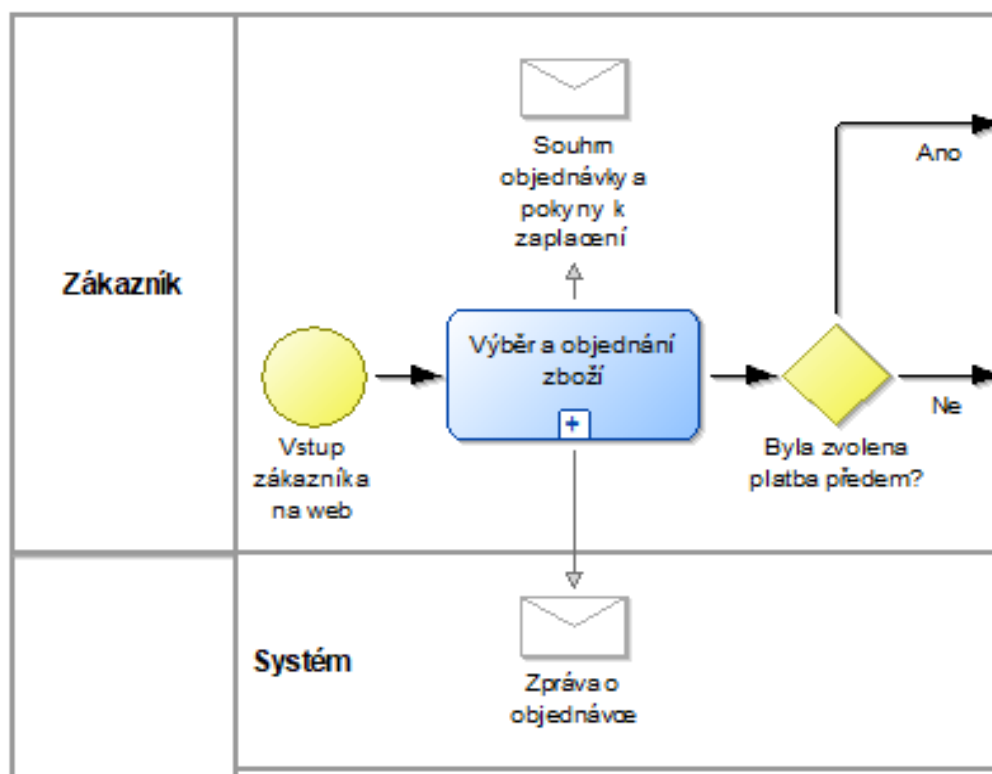 Souhrn
objednávky a
pokyny k
zaplacení
Ano
Zákazník
Výběr a objednání
zboží
Ne
Vstup
zákazníka
na web
Byla zvolena
platba předem?
Systém
Zpráva o
objednávce